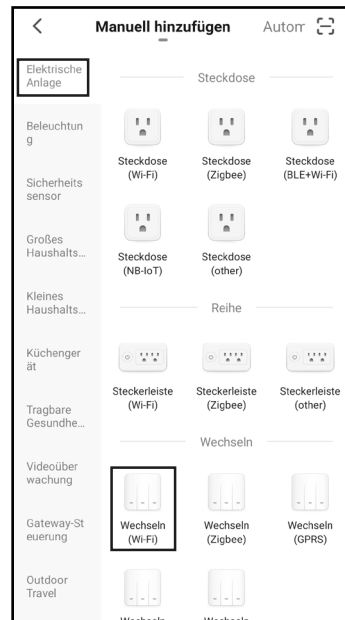 Manuell hinzufügen
Autom
Elektrische
Anlage
Beleuchtun
g
Sicherheits
sensor
Großes
Haushalts...
Kleines
Haushalts...
Küchenger
ät
Tragbare
Gesundhe...
Videoüber
wachung
Gateway-St
euerung
Outdoor
Travel
Steckdose
Steckdose
(Wi-Fi)
Steckdose
(Zigbee)
Steckdose
(BLE+Wi-Fi)
Steckdose
(NB-IoT)
Steckdose
(other)
Reihe
Steckerleiste
(Wi-Fi)
Steckerleiste
(Zigbee)
Steckerleiste
(other)
Wechseln
Wechseln
(Wi-Fi)
Wechseln
(Zigbee)
Wechseln
(GPRS)
Wechseln
Wechseln